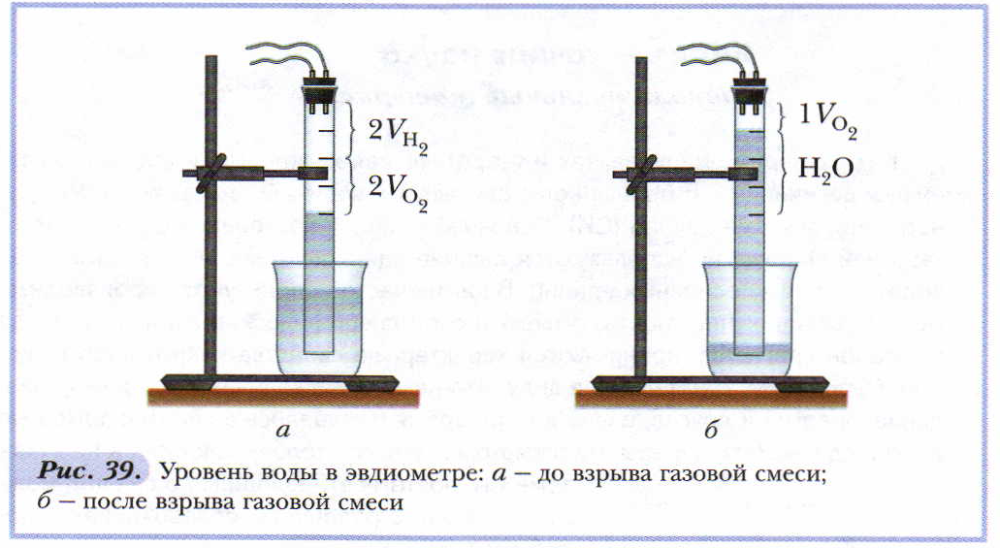 2V_H₂
2V_O₂
1V_O₂
H₂O
а
б
Рис. 39. Уровень воды в эвдиометре: а — до взрыва газовой смеси;
б — после взрыва газовой смеси